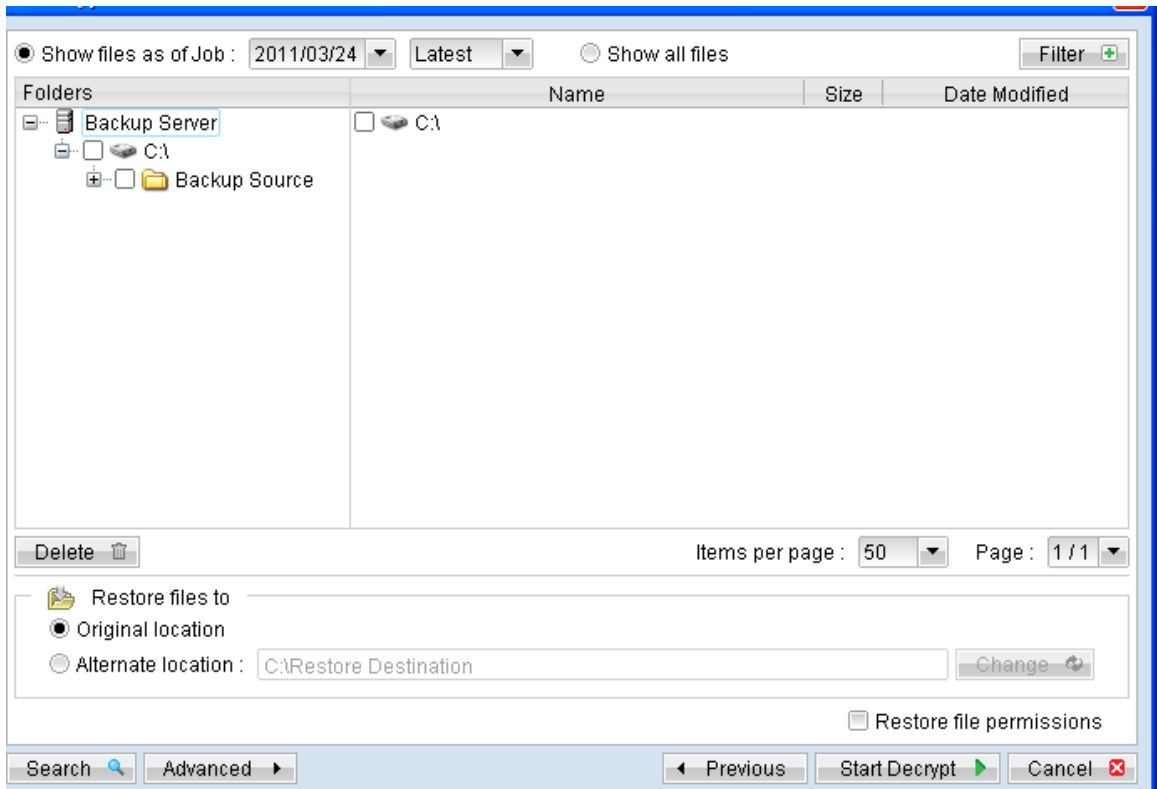 Show files as of Job : 2011/03/24 Latest Show all files Filter
Folders Name Size Date Modified
Backup Server C:\
C:\
Backup Source
Delete Items per page : 50 Page : 1 / 1
Restore files to
Original location
Alternate location : C:\Restore Destination Change
Restore file permissions
Search Advanced Previous Start Decrypt Cancel